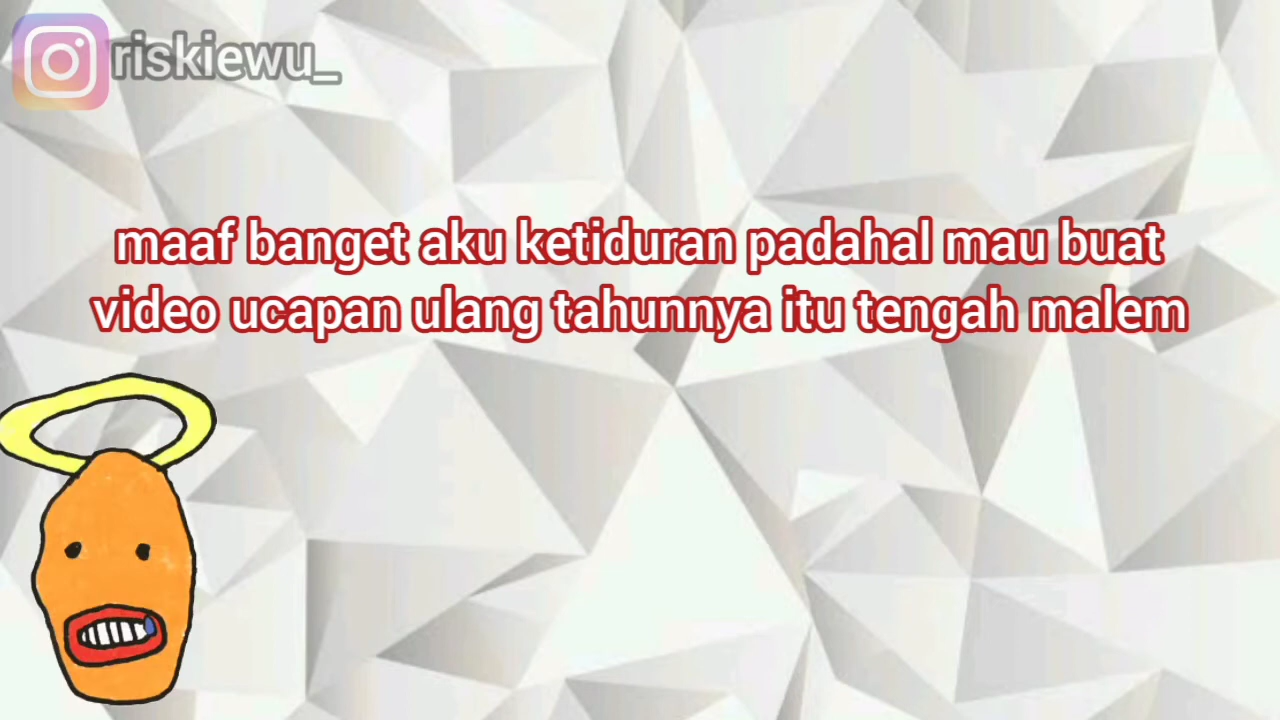 riskiewu_
maaf banget aku ketiduran padahal mau buat
video ucapan ulang tahunnya itu tengah malem